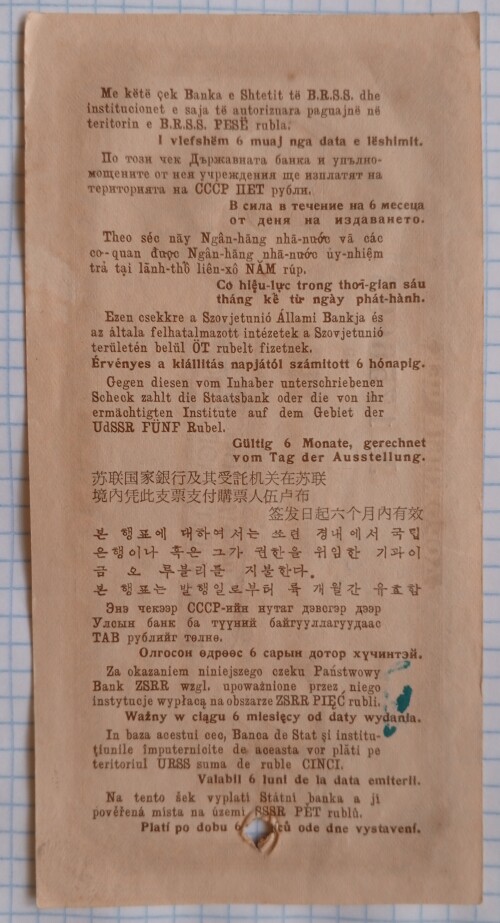 Me këtë çek Banka e Shtetit të B.R.S.S. dhe
institucionet e saja të autorizuara paguajnë në
teritorin e B.R.S.S. PESË rubla.
I vlefshëm 6 muaj nga data e lëshimit.
По този чек Държавната банка и упълно-
мощените от нея учреждения ще изплатят на
територията на СССР ПЕТ рубли.
В сила в течение на 6 месеца
от деня на издаването.
Theo séc này Ngân-hàng nhà-nước và các
cơ-quan được Ngân-hàng nhà-nước ủy-nhiệm
trả tại lãnh-thổ liên-xô NĂM rúp.
Có hiệu-lực trong thời-gian sáu
tháng kể từ ngày phát-hành.
Ezen csekkre a Szovjetunió Állami Bankja és
az általa felhatalmazott intézetek a Szovjetunió
területén belül ÖT rubelt fizetnek.
Érvényes a kiállitás napjától számitott 6 hónapig.
Gegen diesen vom Inhaber unterschriebenen
Scheck zahlt die Staatsbank oder die von ihr
ermächtigten Institute auf dem Gebiet der
UdSSR FÜNF Rubel.
Gültig 6 Monate, gerechnet
vom Tag der Ausstellung.
苏联国家銀行及其受託机关在苏联
境內凭此支票支付購票人伍卢布
签发日起六个月內有效
본 행표에 대하여서는 쏘련 경내에서 국립
은행이나 혹은 그가 권한을 위임한 기관이
금 오 루블리를 지불한다.
본 행표는 발행일로부터 륙 개월간 유효함
Энэ чекээр СССР-ийн нутаг дэвсгэр дээр
Улсын банк ба түүний байгууллагуудаас
ТАВ рублийг төлнө.
Олгосон өдрөөс 6 сарын дотор хүчинтэй.
Za okazaniem niniejszego czeku Państwowy
Bank ZSRR wzgl. upoważnione przez niego
instytucje wypłacą na obszarze ZSRR PIĘĆ rubli.
Ważny w ciągu 6 miesięcy od daty wydania.
In baza acestui cec, Banca de Stat și institu-
țiunile împuternicite de aceasta vor plăti pe
teritoriul URSS suma de ruble CINCI.
Valabil 6 luni de la data emiterii.
Na tento šek vyplatí Státní banka a jí
pověřená místa na území SSSR PĚT rublů.
Platí po dobu 6 ode dne vystavení.